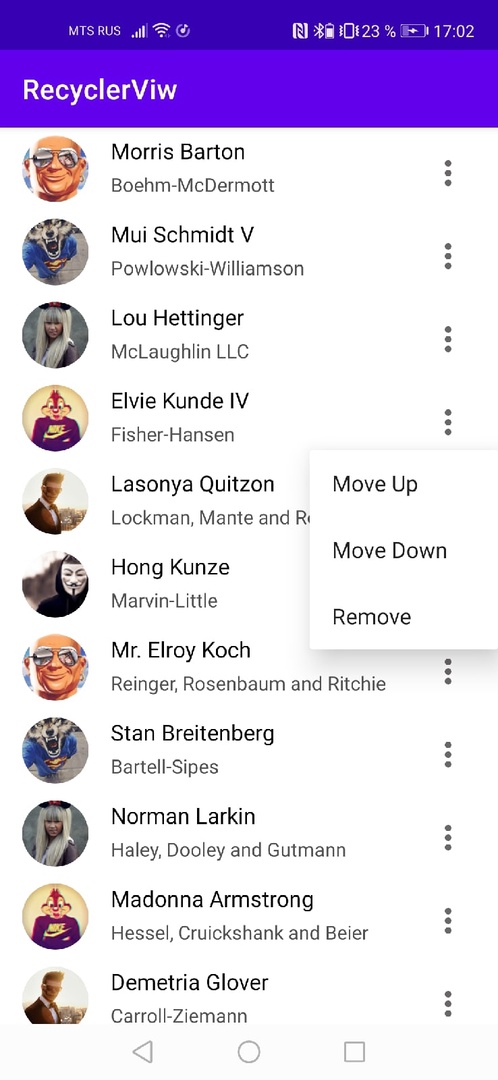 MTS RUS 23 % 17:02
RecyclerViw
Morris Barton
Boehm-McDermott
Mui Schmidt V
Powlowski-Williamson
Lou Hettinger
McLaughlin LLC
Elvie Kunde IV
Fisher-Hansen
Lasonya Quitzon
Lockman, Mante and
Move Up
Move Down
Remove
Hong Kunze
Marvin-Little
Mr. Elroy Koch
Reinger, Rosenbaum and Ritchie
Stan Breitenberg
Bartell-Sipes
Norman Larkin
Haley, Dooley and Gutmann
Madonna Armstrong
Hessel, Cruickshank and Beier
NIKE
Demetria Glover
Carroll-Ziemann